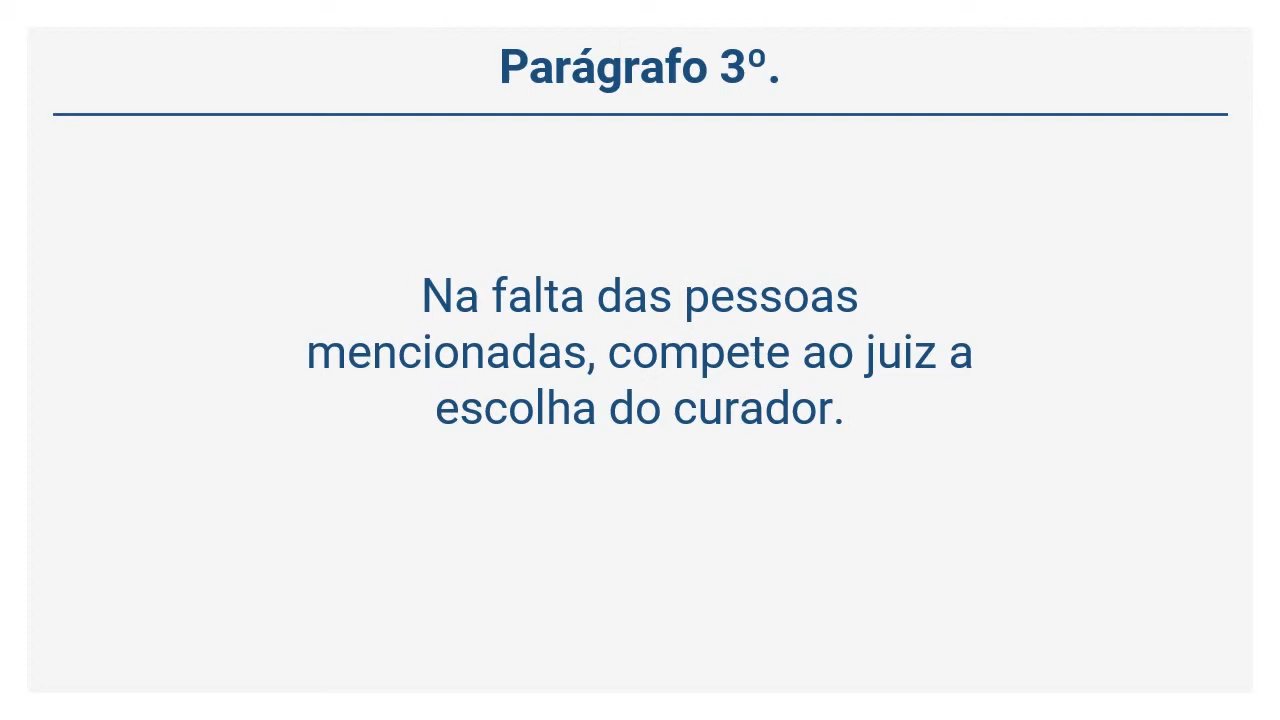 Parágrafo 3º.
Na falta das pessoas
mencionadas, compete ao juiz a
escolha do curador.